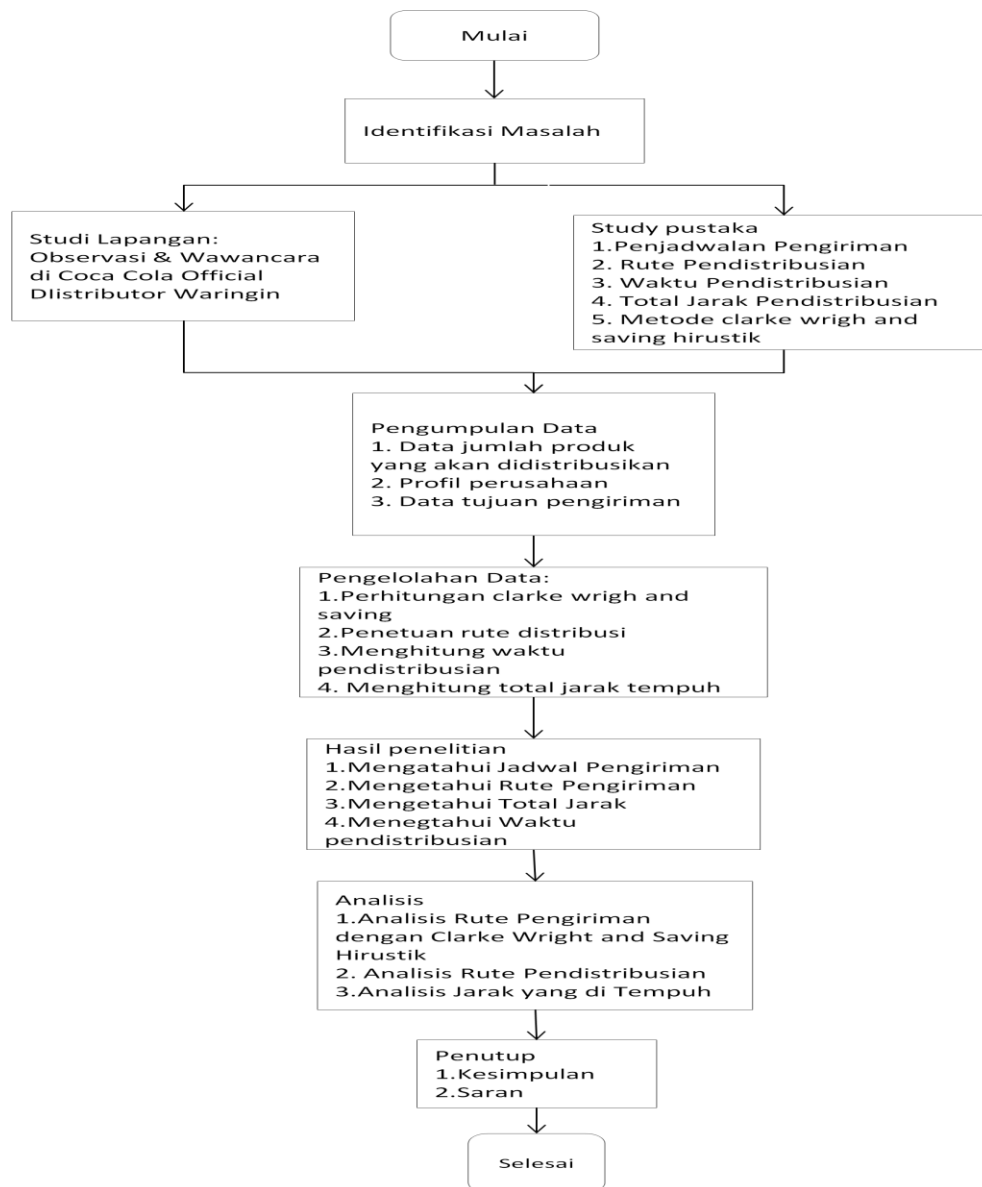 Mulai
Identifikasi Masalah
Studi Lapangan:
Observasi & Wawancara
di Coca Cola Official
DIistributor Waringin
Study pustaka
1.Penjadwalan Pengiriman
2. Rute Pendistribusian
3. Waktu Pendistribusian
4. Total Jarak Pendistribusian
5. Metode clarke wrigh and
saving hirustik
Pengumpulan Data
1. Data jumlah produk
yang akan didistribusikan
2. Profil perusahaan
3. Data tujuan pengiriman
Pengelolahan Data:
1.Perhitungan clarke wrigh and
saving
2.Penetuan rute distribusi
3.Menghitung waktu
pendistribusian
4. Menghitung total jarak tempuh
Hasil penelitian
1.Mengatahui Jadwal Pengiriman
2.Mengetahui Rute Pengiriman
3.Mengetahui Total Jarak
4.Menegtahui Waktu
pendistribusian
Analisis
1.Analisis Rute Pengiriman
dengan Clarke Wright and Saving
Hirustik
2. Analisis Rute Pendistribusian
3.Analisis Jarak yang di Tempuh
Penutup
1.Kesimpulan
2.Saran
Selesai